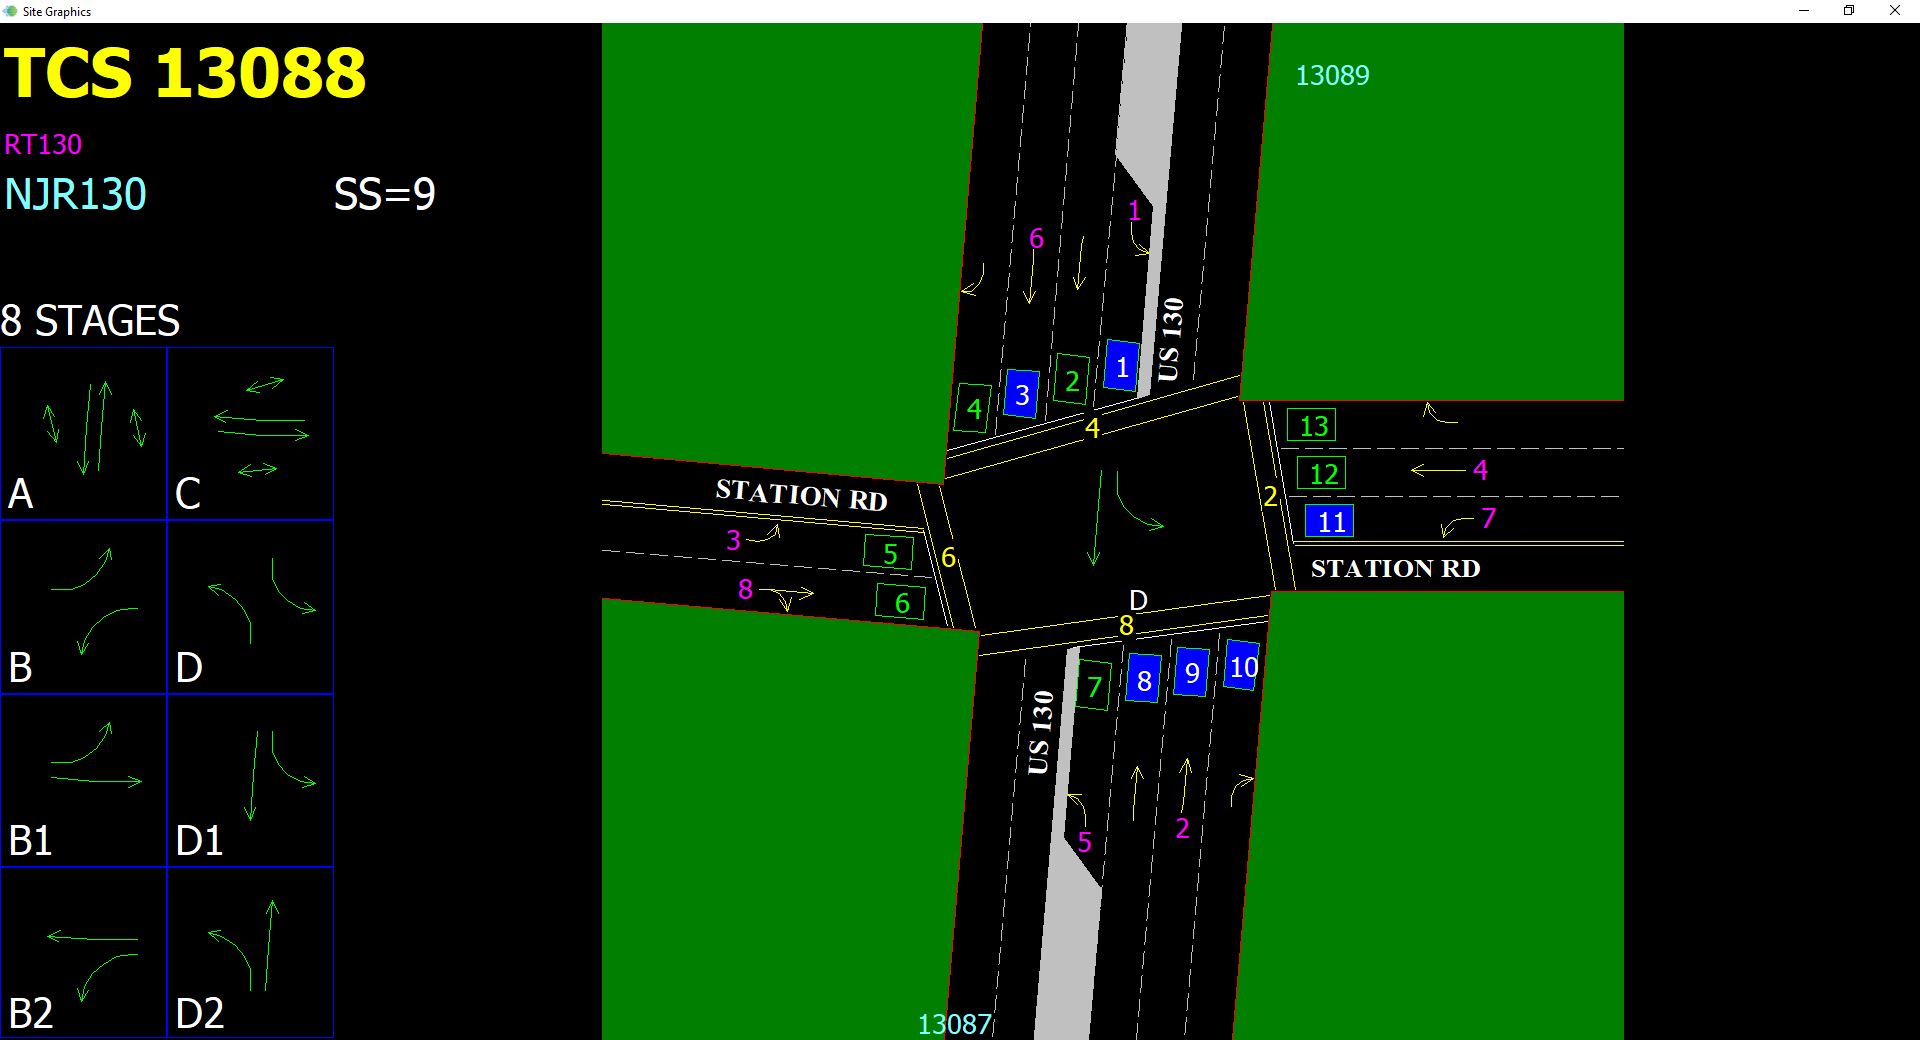 Site Graphics
TCS 13088
RT130
NJR130 SS=9
8 STAGES
A C
B D
B1 D1
B2 D2
13089
1
6
US 130
1
2
3
4
4
13
12 4
2
11 7
STATION RD
STATION RD
3 5 6
8 6
D
8
7 8 9 10
US 130
5 2
13087